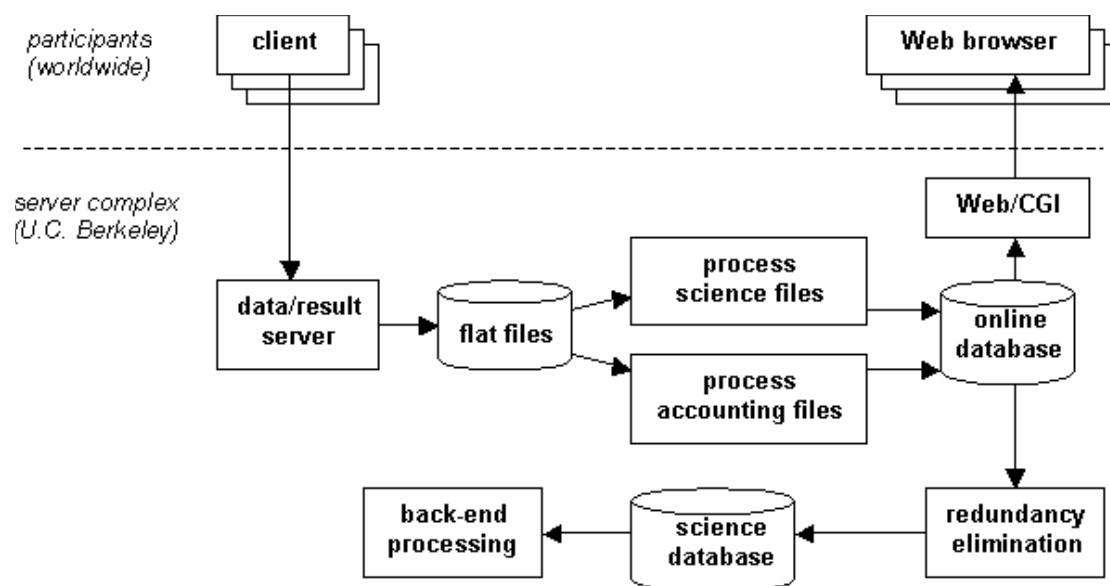 participants
(worldwide)
client
Web browser
server complex
(U.C. Berkeley)
Web/CGI
data/result
server
flat files
process
science files
process
accounting files
online
database
back-end
processing
science
database
redundancy
elimination